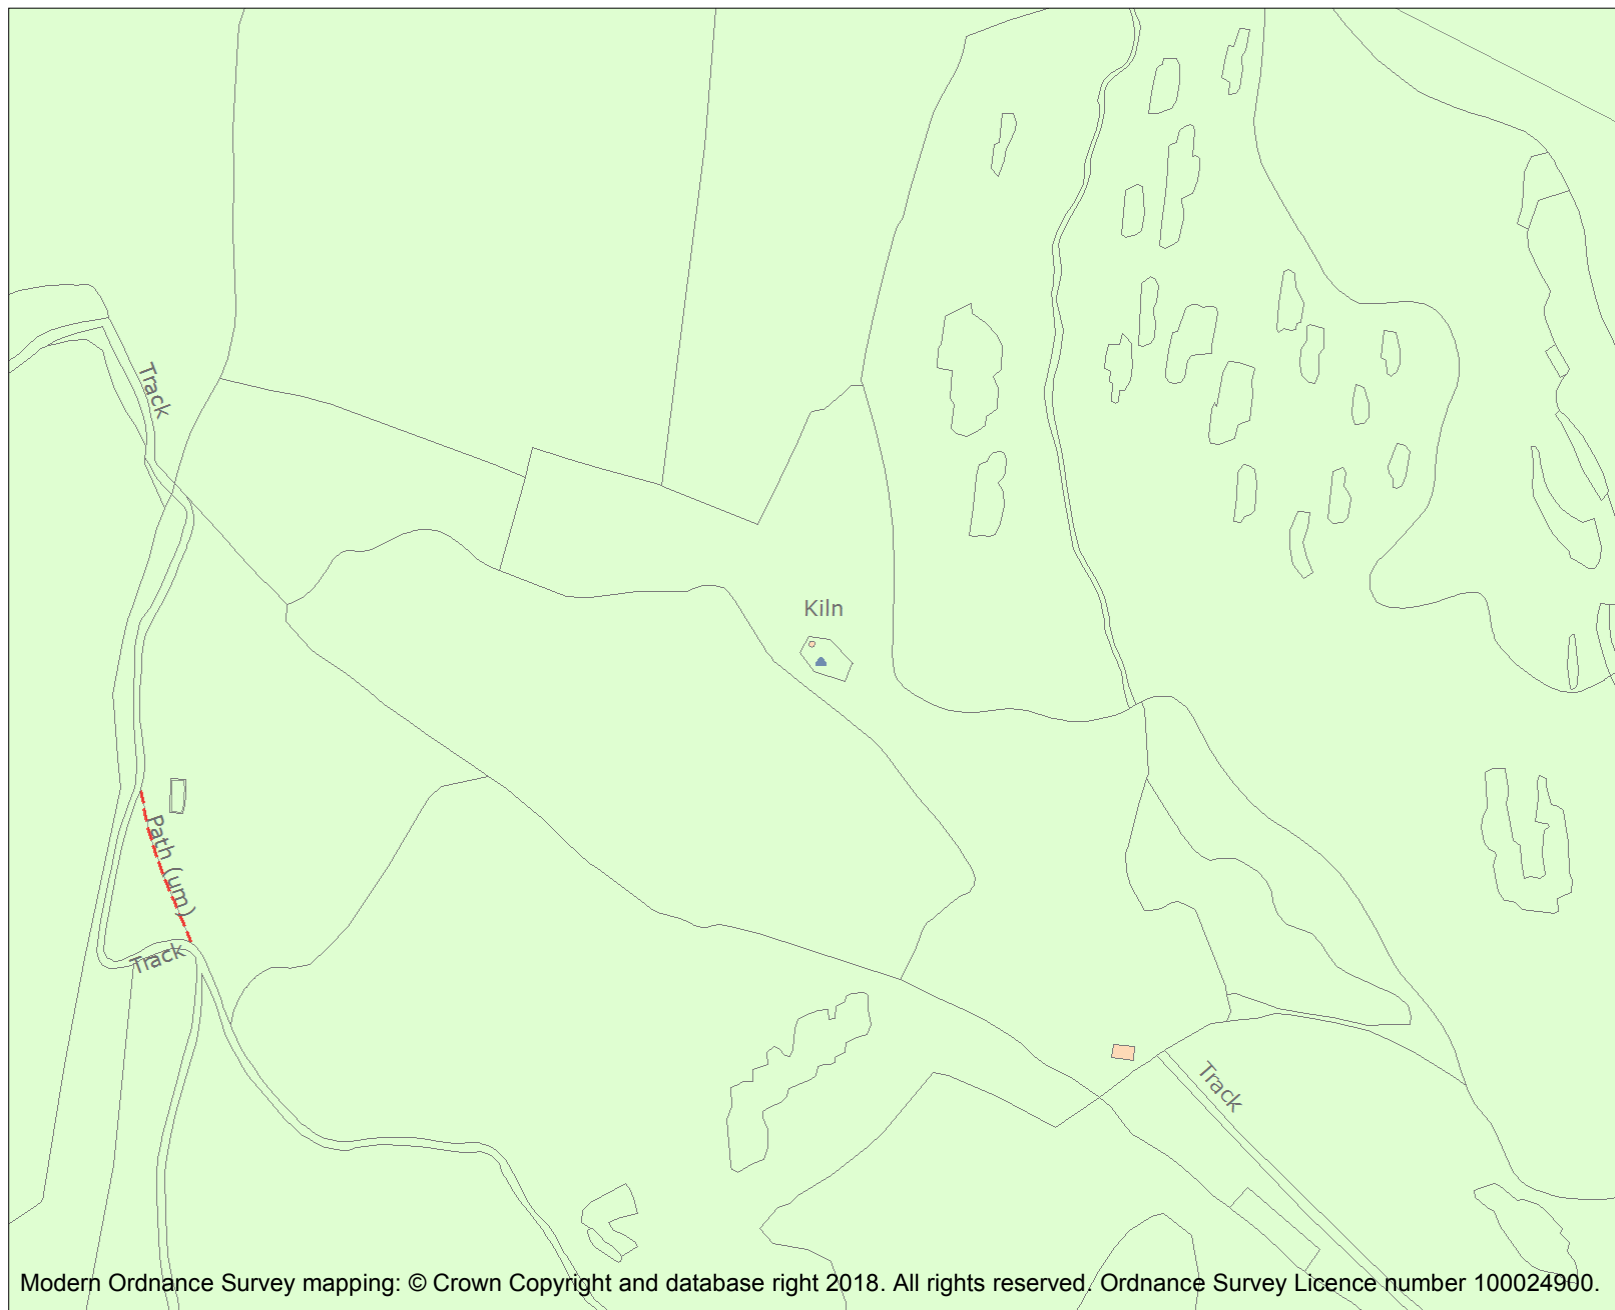 Track
Kiln
Path (um)
Track
Track
Modern Ordnance Survey mapping: © Crown Copyright and database right 2018. All rights reserved. Ordnance Survey Licence number 100024900.